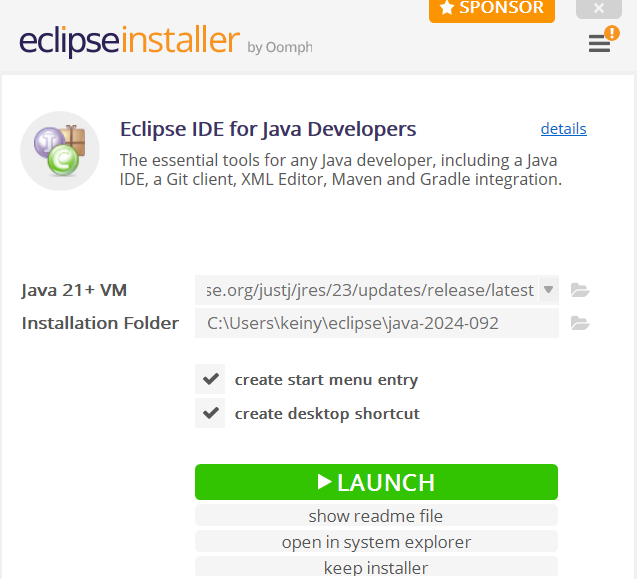 SPONSOR
eclipseinstaller by Oomph
Eclipse IDE for Java Developers
details
The essential tools for any Java developer, including a Java
IDE, a Git client, XML Editor, Maven and Gradle integration.
Java 21+ VM
se.org/justj/jres/23/updates/release/latest
Installation Folder
C:\Users\keiny\eclipse\java-2024-092
create start menu entry
create desktop shortcut
LAUNCH
show readme file
open in system explorer
keep installer